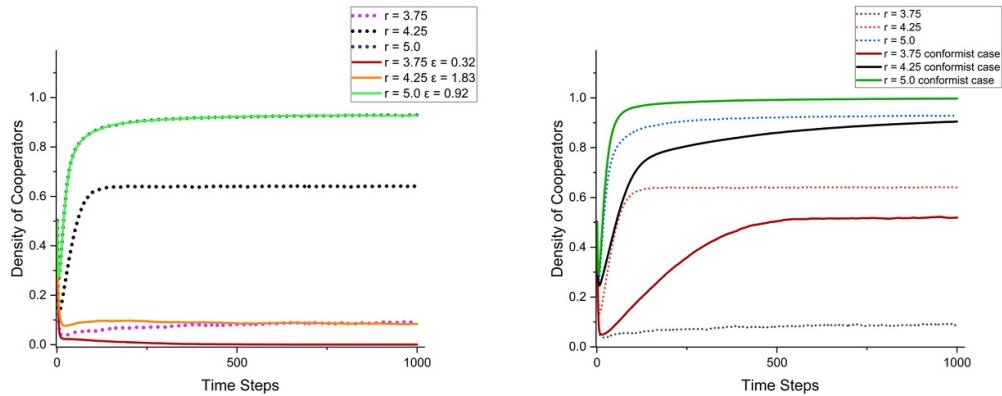 r = 3.75
r = 4.25
r = 5.0
r = 3.75 ε = 0.32
r = 4.25 ε = 1.83
r = 5.0 ε = 0.92
1.0
0.8
0.6
0.4
0.2
0.0
0
500
1000
Density of Cooperators
Time Steps
r = 3.75
r = 4.25
r = 5.0
r = 3.75 conformist case
r = 4.25 conformist case
r = 5.0 conformist case
1.0
0.8
0.6
0.4
0.2
0.0
0
500
1000
Density of Cooperators
Time Steps